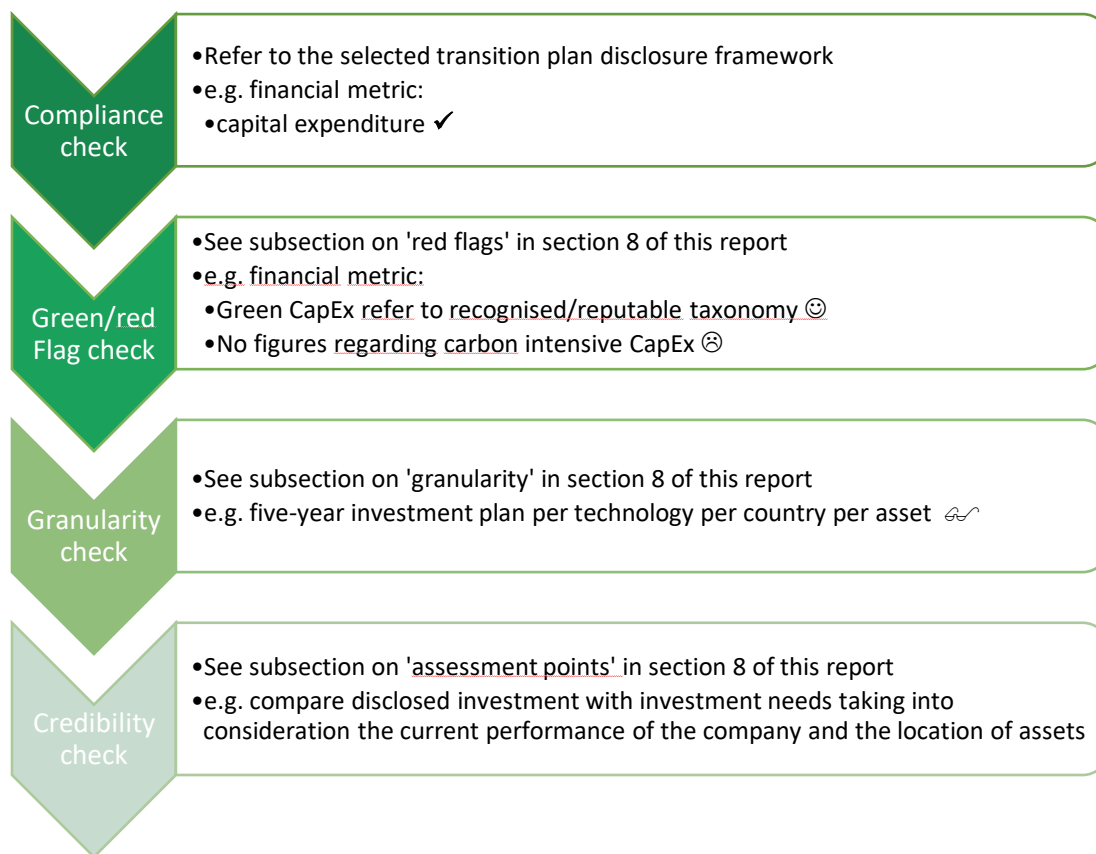 Compliance
check
•Refer to the selected transition plan disclosure framework
•e.g. financial metric:
•capital expenditure ✓
Green/red
Flag check
•See subsection on 'red flags' in section 8 of this report
•e.g. financial metric:
•Green CapEx refer to recognised/reputable taxonomy ☺
•No figures regarding carbon intensive CapEx ☹
Granularity
check
•See subsection on 'granularity' in section 8 of this report
•e.g. five-year investment plan per technology per country per asset 👓
Credibility
check
•See subsection on 'assessment points' in section 8 of this report
•e.g. compare disclosed investment with investment needs taking into
consideration the current performance of the company and the location of assets